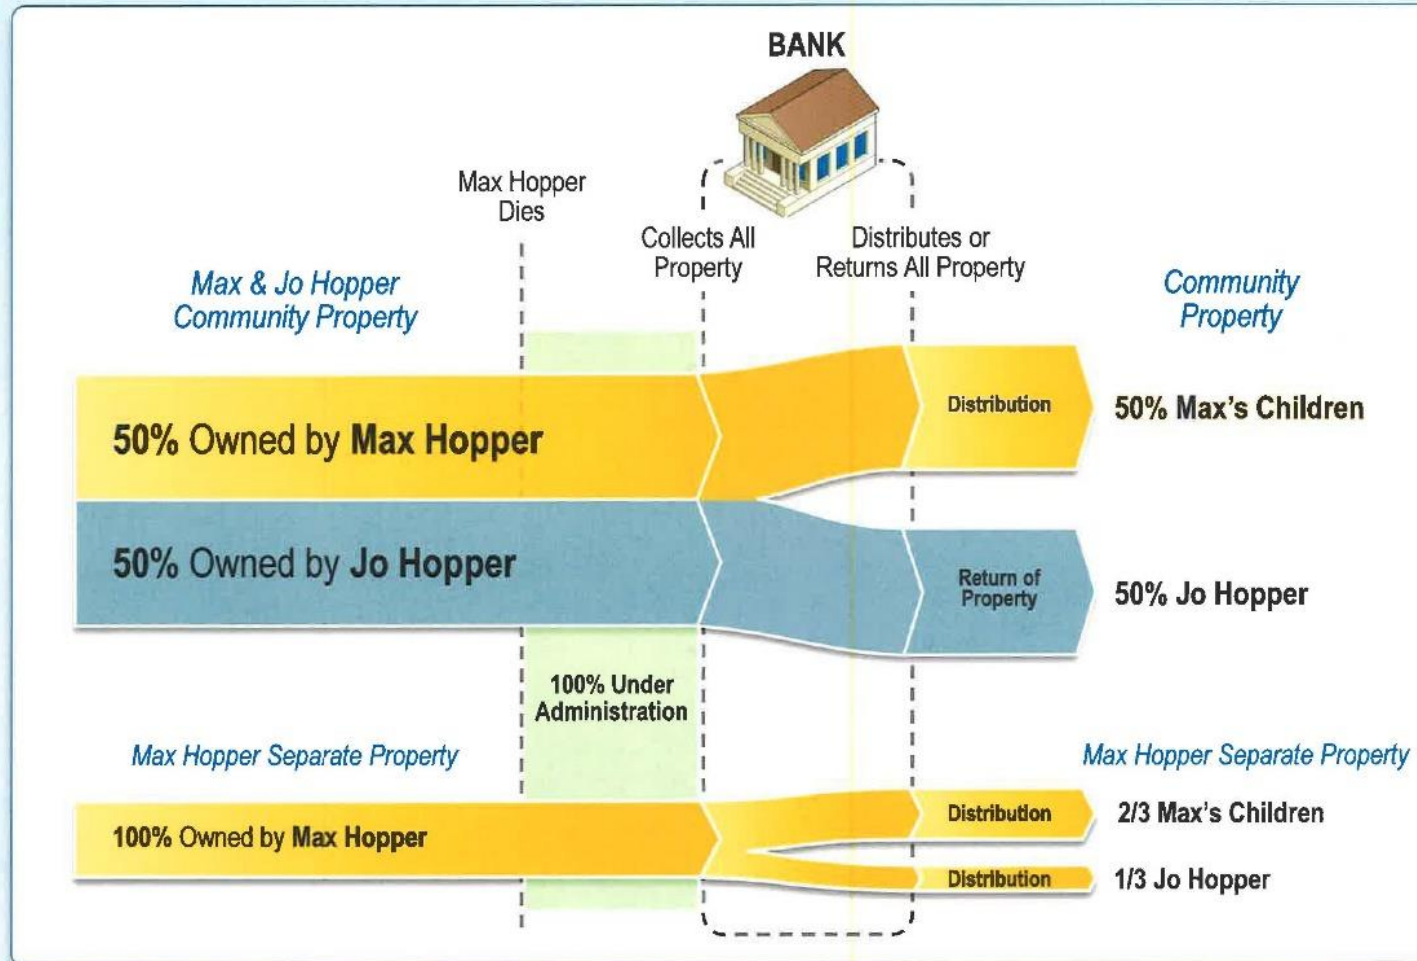 BANK
Max Hopper
Dies
Collects All
Property
Distributes or
Returns All Property
Max & Jo Hopper
Community Property
Community
Property
50% Owned by Max Hopper
Distribution
50% Max's Children
50% Owned by Jo Hopper
Return of
Property
50% Jo Hopper
100% Under
Administration
Max Hopper Separate Property
Max Hopper Separate Property
100% Owned by Max Hopper
Distribution
2/3 Max's Children
Distribution
1/3 Jo Hopper